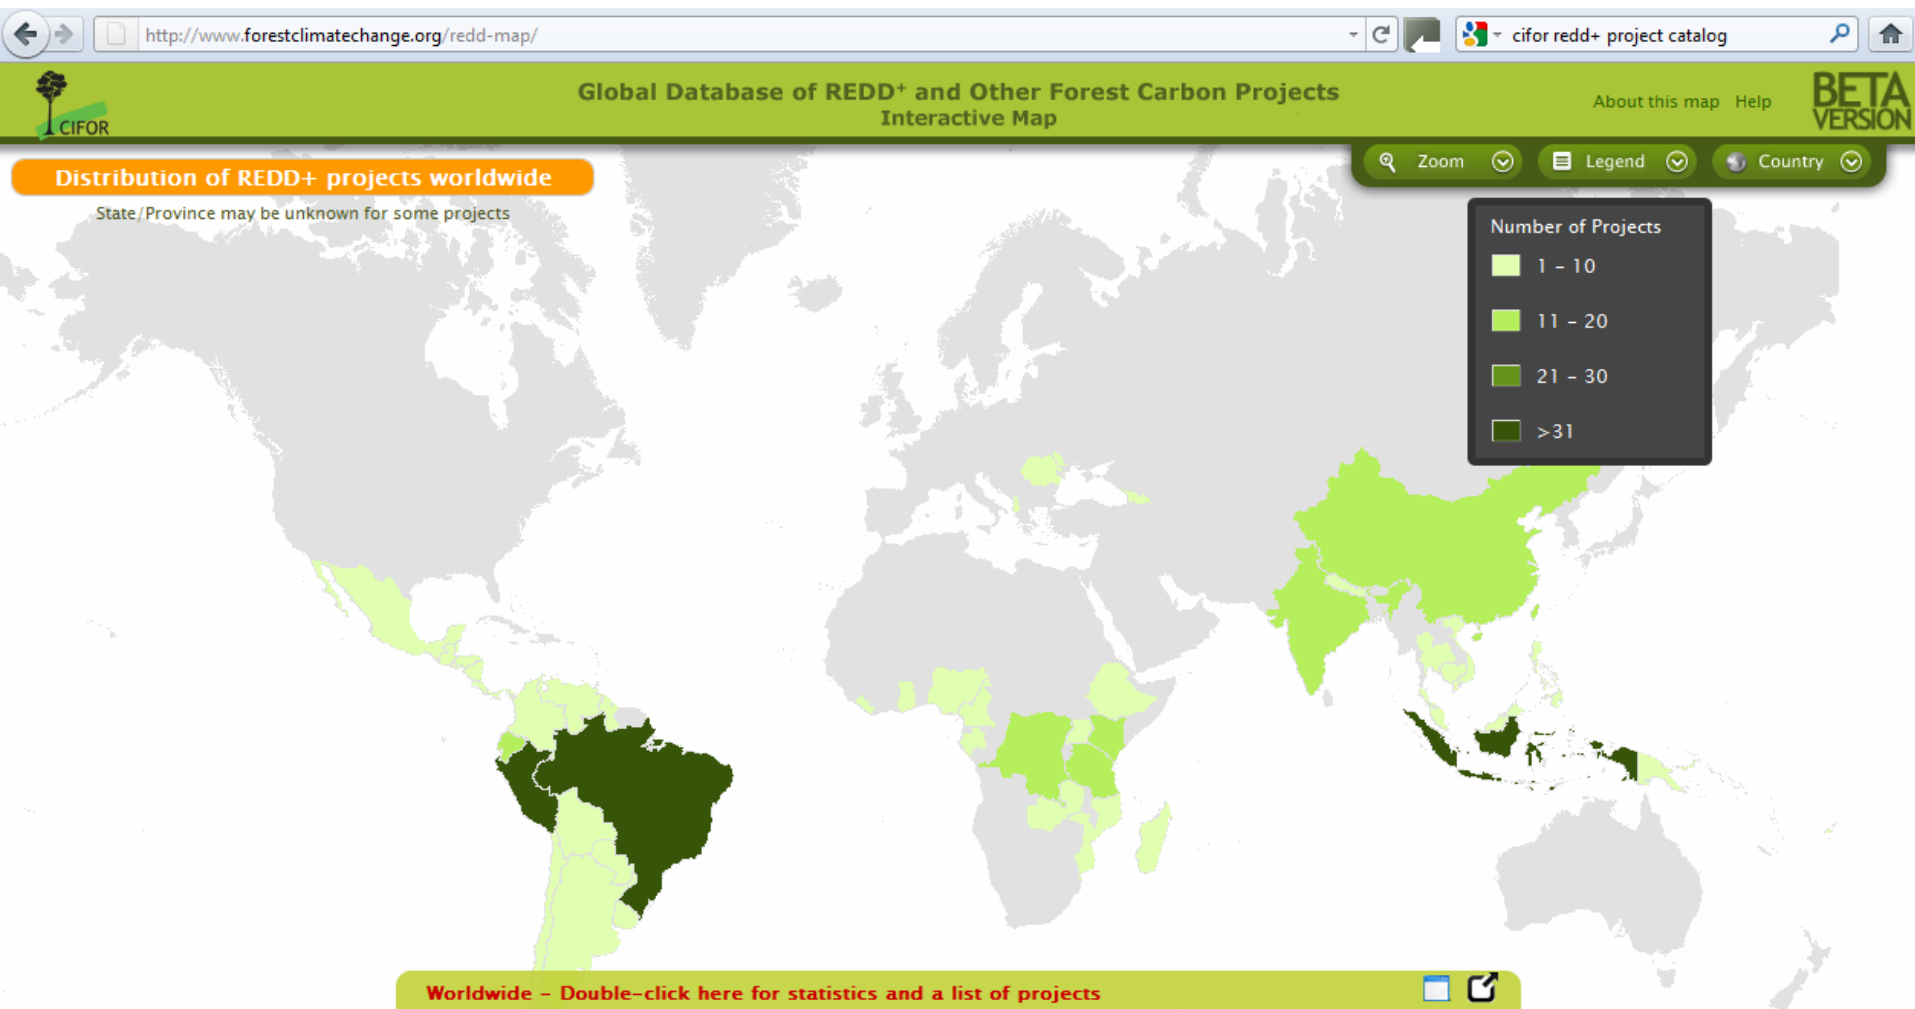 http://www.forestclimatechange.org/redd-map/
cifor redd+ project catalog
CIFOR
Global Database of REDD+ and Other Forest Carbon Projects
Interactive Map
About this map Help
BETA
VERSION
Distribution of REDD+ projects worldwide
State/Province may be unknown for some projects
Zoom
Legend
Country
Number of Projects
1 – 10
11 – 20
21 – 30
>31
Worldwide – Double-click here for statistics and a list of projects